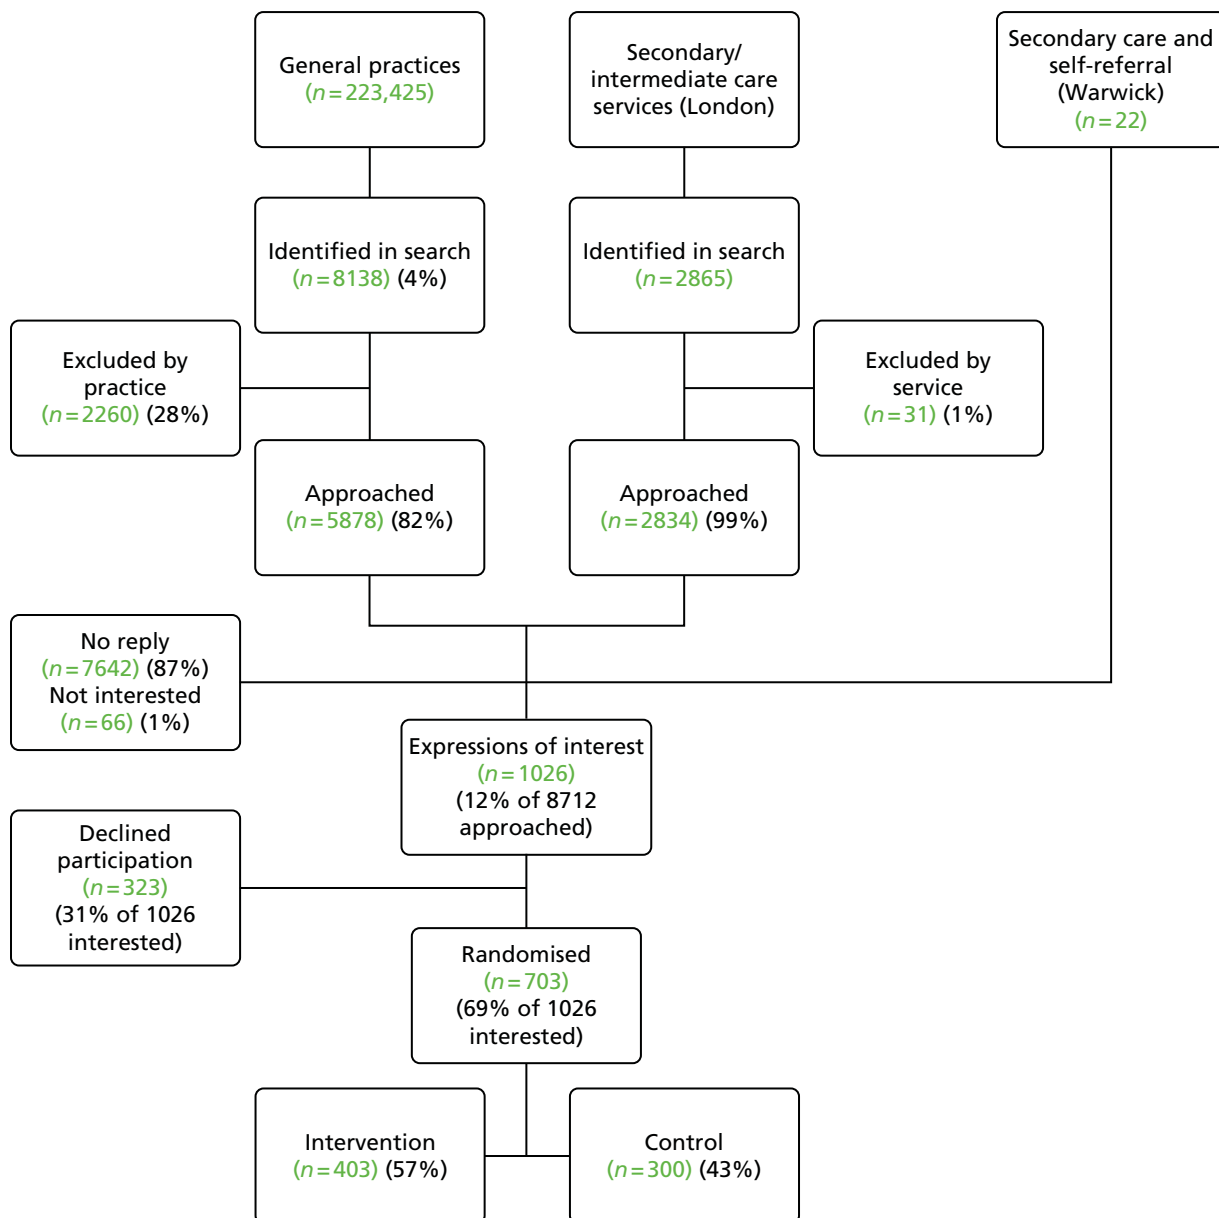 General practices
(n=223,425)
Secondary/
intermediate care
services (London)
Secondary care and
self-referral
(Warwick)
(n=22)
Identified in search
(n=8138) (4%)
Identified in search
(n=2865)
Excluded by
practice
(n=2260) (28%)
Excluded by
service
(n=31) (1%)
Approached
(n=5878) (82%)
Approached
(n=2834) (99%)
No reply
(n=7642) (87%)
Not interested
(n=66) (1%)
Expressions of interest
(n=1026)
(12% of 8712
approached)
Declined
participation
(n=323)
(31% of 1026
interested)
Randomised
(n=703)
(69% of 1026
interested)
Intervention
(n=403) (57%)
Control
(n=300) (43%)